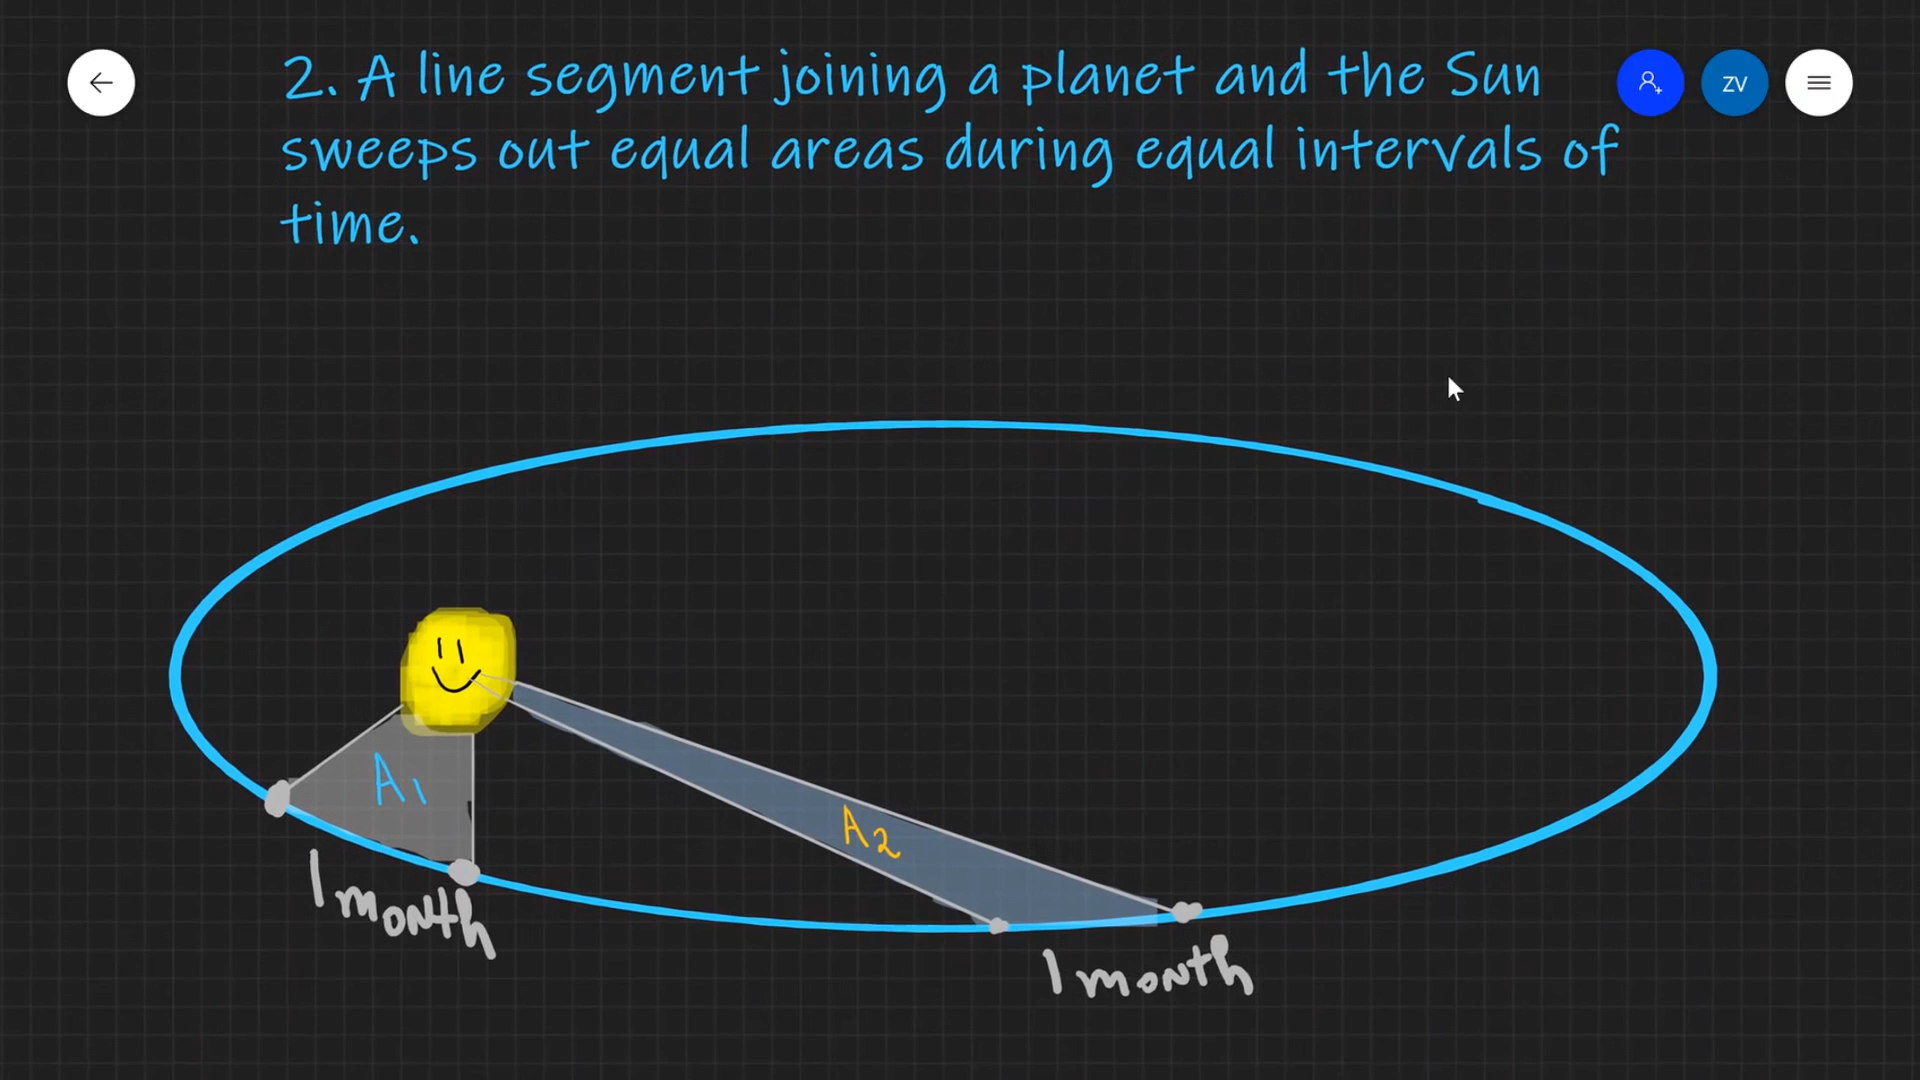 2. A line segment joining a planet and the Sun
sweeps out equal areas during equal intervals of
time.
ZV
A1
A2
1 month
1 month